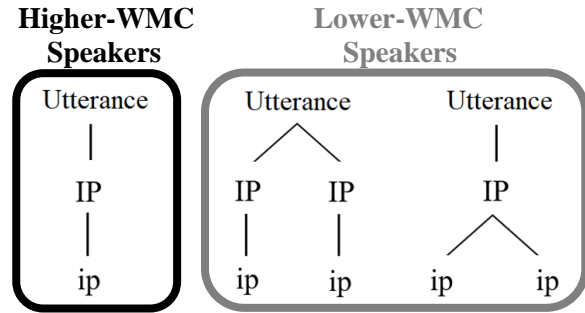 Higher-WMC
Speakers
Lower-WMC
Speakers
Utterance
IP
ip
Utterance
IP IP
ip ip
Utterance
IP
ip ip